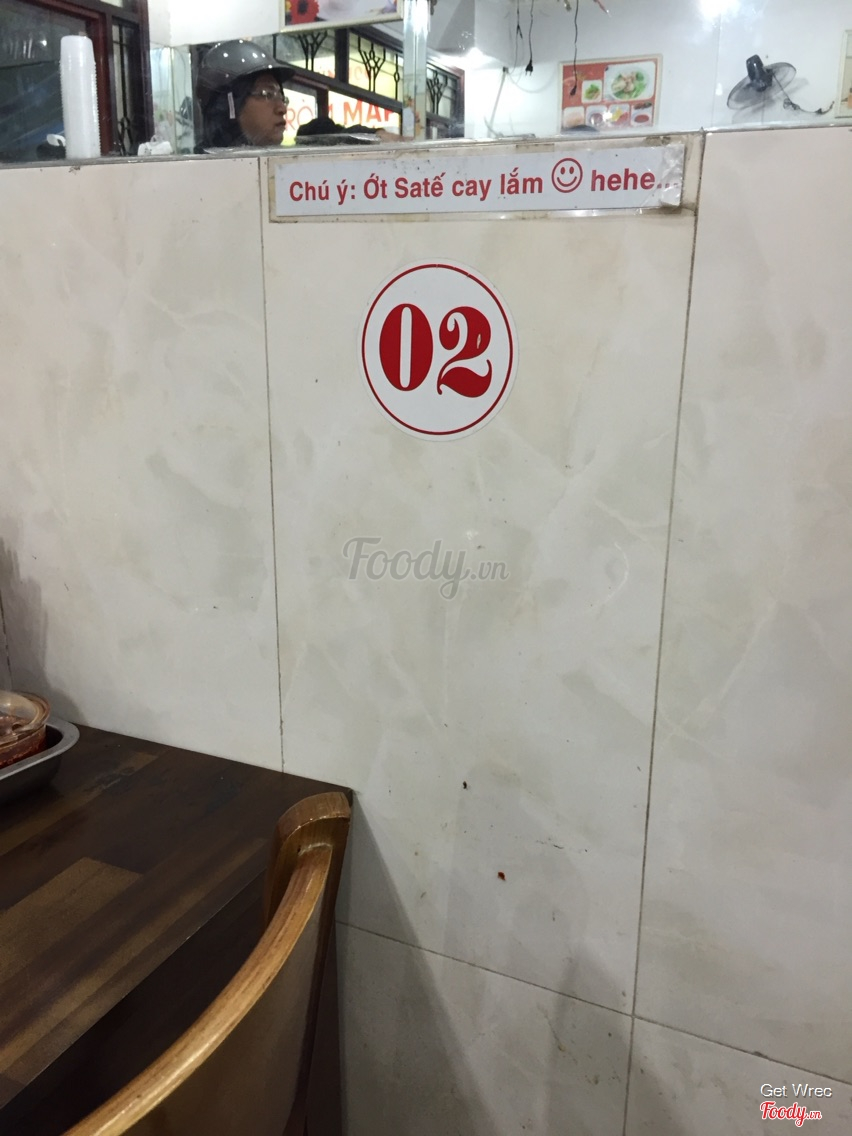 Chú ý: Ớt Satế cay lắm ☺ hehe...
02
Foody.vn
Get Wrec
Foody.vn